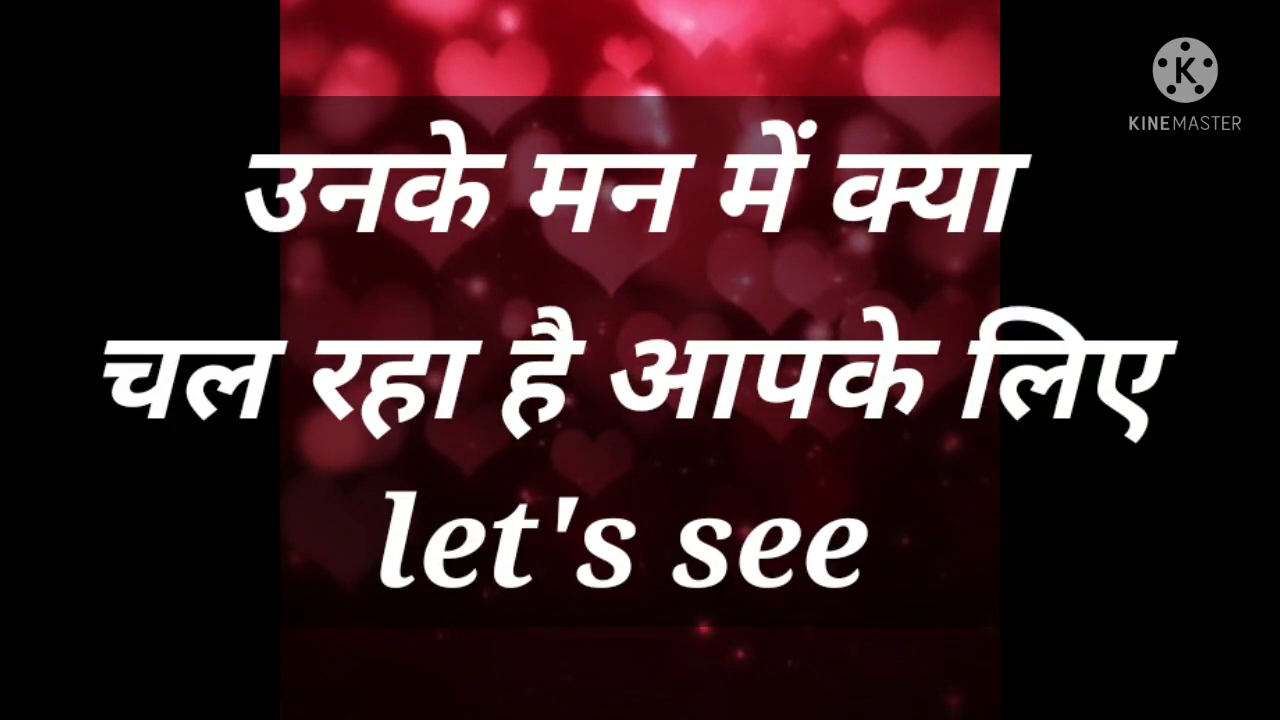 KINEMASTER
उनके मन में क्या
चल रहा है आपके लिए
let's see